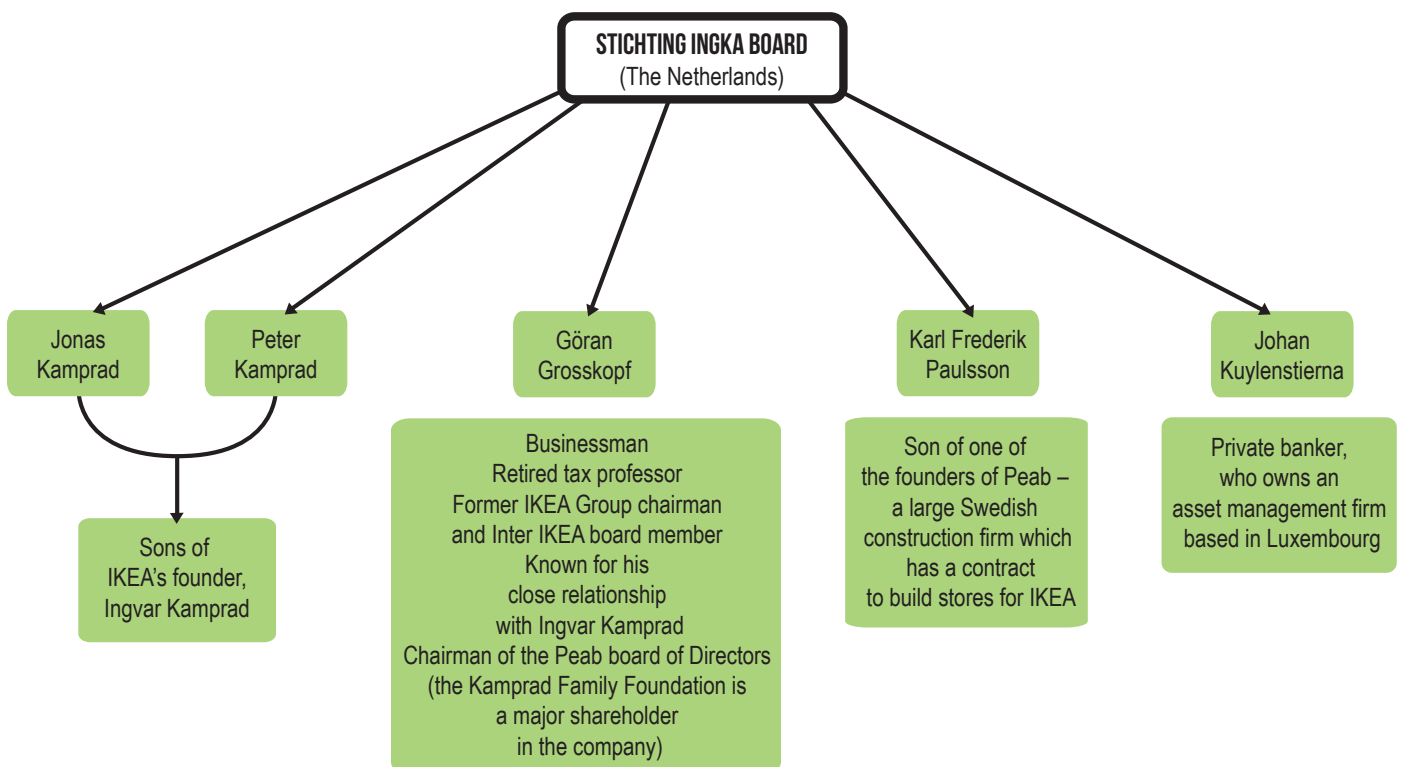 STICHTING INGKA BOARD
(The Netherlands)
Jonas
Kamprad
Peter
Kamprad
Göran
Grosskopf
Karl Frederik
Paulsson
Johan
Kuylenstierna
Sons of
IKEA’s founder,
Ingvar Kamprad
Businessman
Retired tax professor
Former IKEA Group chairman
and Inter IKEA board member
Known for his
close relationship
with Ingvar Kamprad
Chairman of the Peab board of Directors
(the Kamprad Family Foundation is
a major shareholder
in the company)
Son of one of
the founders of Peab –
a large Swedish
construction firm which
has a contract
to build stores for IKEA
Private banker,
who owns an
asset management firm
based in Luxembourg